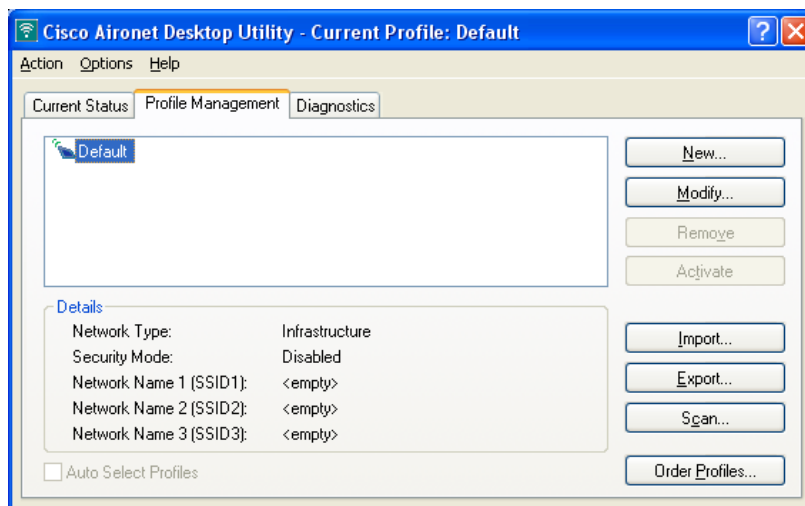 Cisco Aironet Desktop Utility - Current Profile: Default
Action Options Help
Current Status Profile Management Diagnostics
Default
New...
Modify...
Remove
Activate
Details
Network Type: Infrastructure
Security Mode: Disabled
Network Name 1 (SSID1): <empty>
Network Name 2 (SSID2): <empty>
Network Name 3 (SSID3): <empty>
Import...
Export...
Scan...
Auto Select Profiles
Order Profiles...